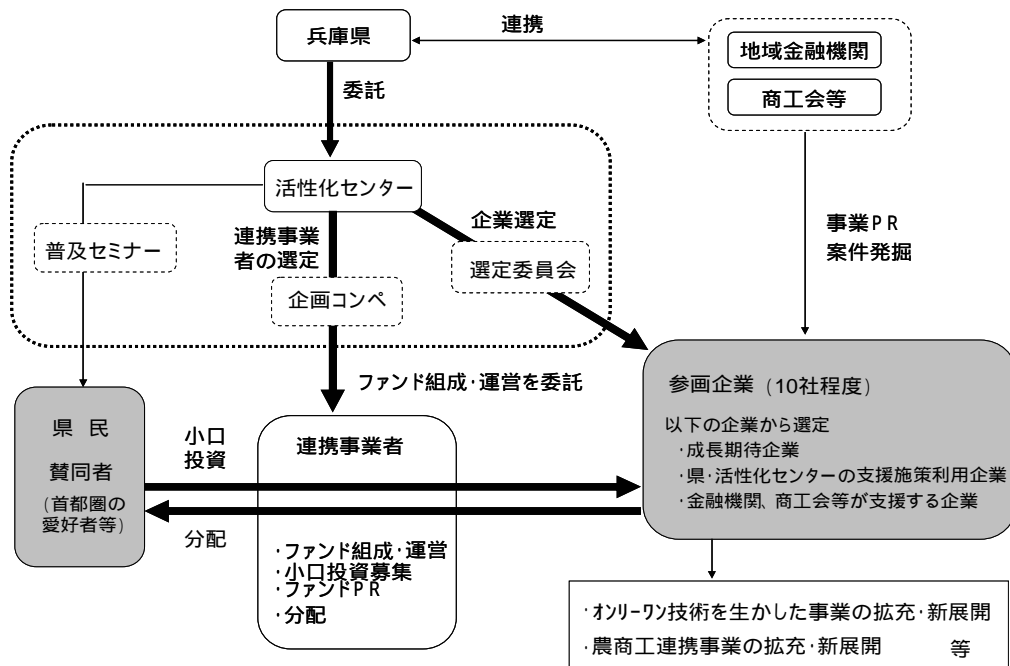 兵庫県
連携
地域金融機関
商工会等
委託
活性化センター
普及セミナー
連携事業
者の選定
企画コンペ
企業選定
選定委員会
事業PR
案件発掘
ファンド組成・運営を委託
県 民
賛同者
(首都圏の
愛好者等)
小口
投資
分配
連携事業者
・ファンド組成・運営
・小口投資募集
・ファンドPR
・分配
参画企業 (10社程度)
以下の企業から選定
・成長期待企業
・県・活性化センターの支援施策利用企業
・金融機関、商工会等が支援する企業
・オンリーワン技術を生かした事業の拡充・新展開
・農商工連携事業の拡充・新展開 等